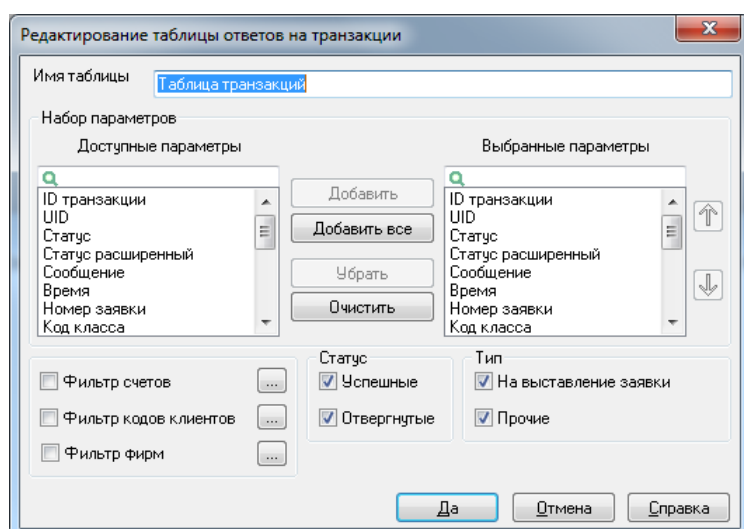 Редактирование таблицы ответов на транзакции
Имя таблицы
Таблица транзакций
Набор параметров
Доступные параметры
Выбранные параметры
ID транзакции
UID
Статус
Статус расширенный
Сообщение
Время
Номер заявки
Код класса
Добавить
Добавить все
Убрать
Очистить
ID транзакции
UID
Статус
Статус расширенный
Сообщение
Время
Номер заявки
Код класса
Фильтр счетов ...
Фильтр кодов клиентов ...
Фильтр фирм ...
Статус
Успешные
Отвергнутые
Тип
На выставление заявки
Прочие
Да
Отмена
Справка